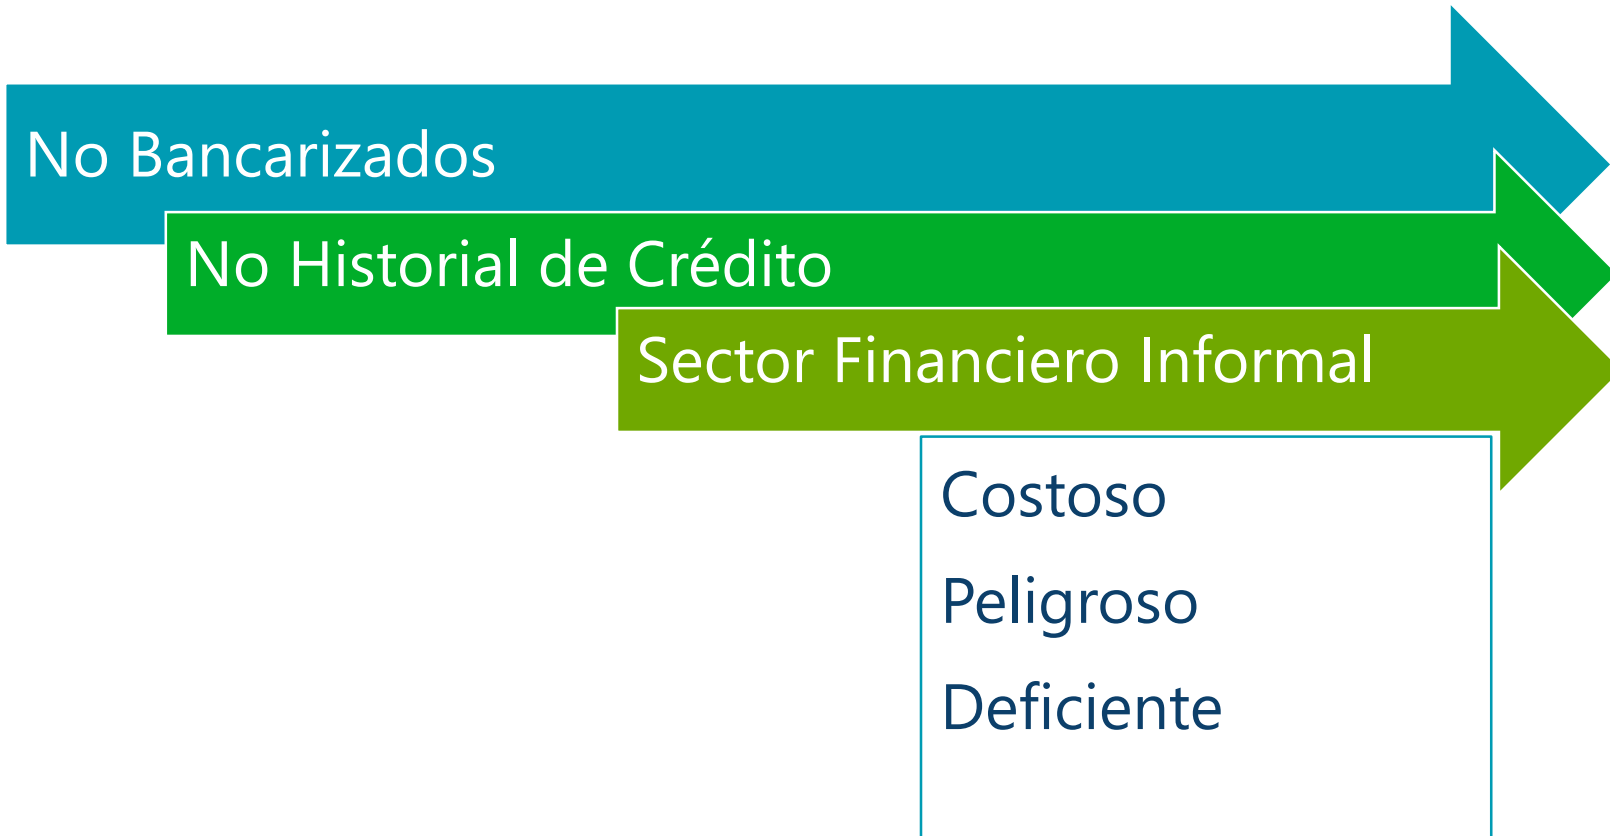 No Bancarizados
No Historial de Crédito
Sector Financiero Informal
Costoso
Peligroso
Deficiente